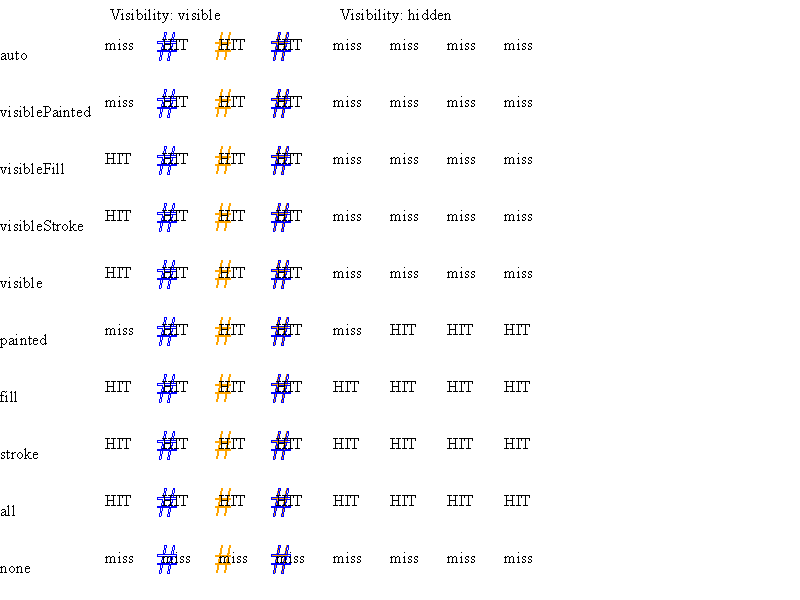 Visibility: visible Visibility: hidden
auto miss # HIT # HIT # HIT miss miss miss miss
visiblePainted miss # HIT # HIT # HIT miss miss miss miss
visibleFill HIT # HIT # HIT # HIT miss miss miss miss
visibleStroke HIT # HIT # HIT # HIT miss miss miss miss
visible HIT # HIT # HIT # HIT miss miss miss miss
painted miss # HIT # HIT # HIT miss HIT HIT HIT
fill HIT # HIT # HIT # HIT HIT HIT HIT HIT
stroke HIT # HIT # HIT # HIT HIT HIT HIT HIT
all HIT # HIT # HIT # HIT HIT HIT HIT HIT
none miss # miss # miss # miss miss miss miss miss